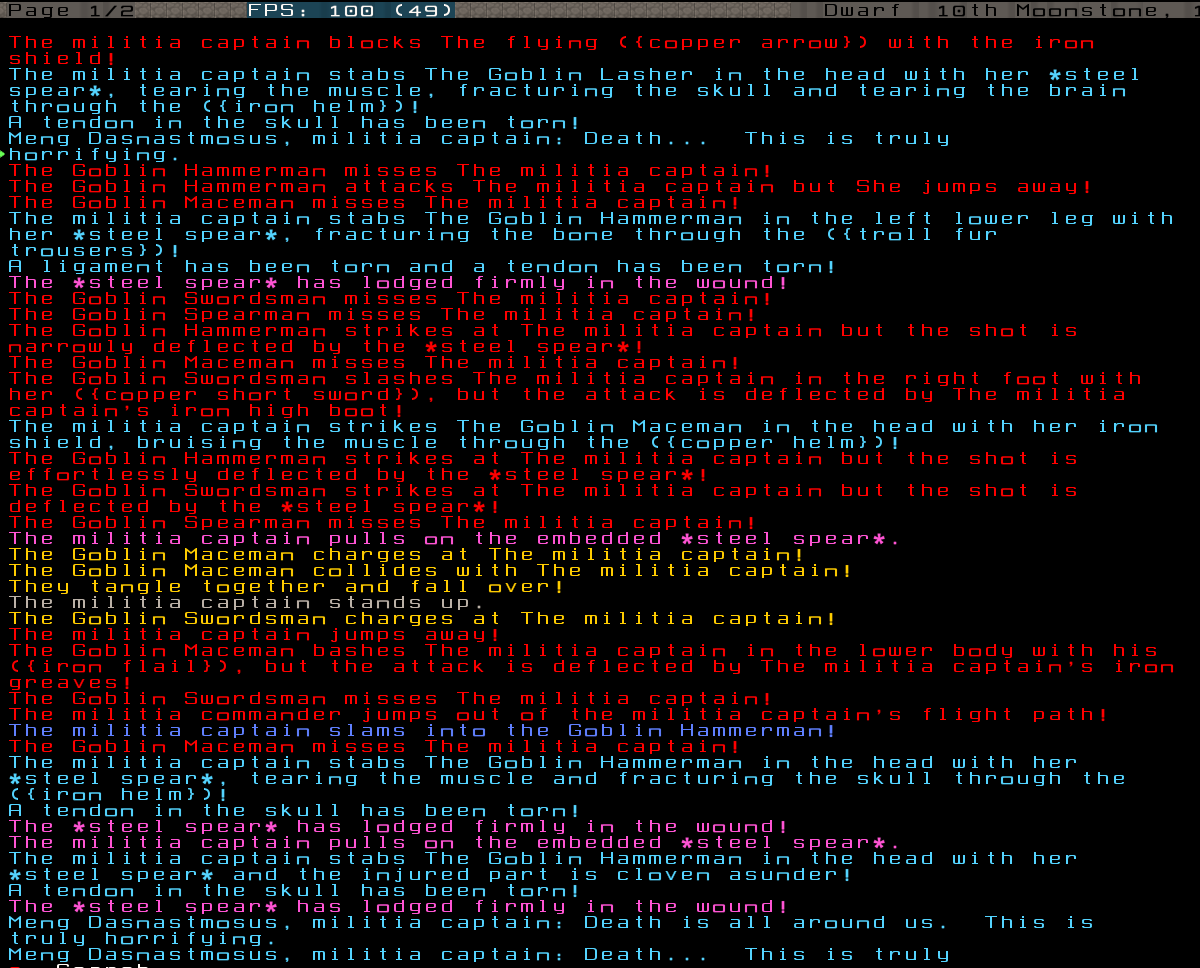 Page 1/2 FPS: 100 (49) Dwarf 10th Moonstone,
The militia captain blocks The flying ({copper arrow}) with the iron
shield!
The militia captain stabs The Goblin Lasher in the head with her *steel
spear*, tearing the muscle, fracturing the skull and tearing the brain
through the ({iron helm})!
A tendon in the skull has been torn!
Meng Dasnastmosus, militia captain: Death... This is truly
horrifying.
The Goblin Hammerman misses The militia captain!
The Goblin Hammerman attacks The militia captain but She jumps away!
The Goblin Maceman misses The militia captain!
The militia captain stabs The Goblin Hammerman in the left lower leg with
her *steel spear*, fracturing the bone through the ({troll fur
trousers})!
A ligament has been torn and a tendon has been torn!
The *steel spear* has lodged firmly in the wound!
The Goblin Swordsman misses The militia captain!
The Goblin Spearman misses The militia captain!
The Goblin Hammerman strikes at The militia captain but the shot is
narrowly deflected by the *steel spear*!
The Goblin Maceman misses The militia captain!
The Goblin Swordsman slashes The militia captain in the right foot with
her ({copper short sword}), but the attack is deflected by The militia
captain's iron high boot!
The militia captain strikes The Goblin Maceman in the head with her iron
shield, bruising the muscle through the ({copper helm})!
The Goblin Hammerman strikes at The militia captain but the shot is
effortlessly deflected by the *steel spear*!
The Goblin Swordsman strikes at The militia captain but the shot is
deflected by the *steel spear*!
The Goblin Spearman misses The militia captain!
The militia captain pulls on the embedded *steel spear*.
The Goblin Maceman charges at The militia captain!
The Goblin Maceman collides with The militia captain!
They tangle together and fall over!
The militia captain stands up.
The Goblin Swordsman charges at The militia captain!
The militia captain jumps away!
The Goblin Maceman bashes The militia captain in the lower body with his
({iron flail}), but the attack is deflected by The militia captain's iron
greaves!
The Goblin Swordsman misses The militia captain!
The militia commander jumps out of the militia captain's flight path!
The militia captain slams into the Goblin Hammerman!
The Goblin Maceman misses The militia captain!
The militia captain stabs The Goblin Hammerman in the head with her
*steel spear*, tearing the muscle and fracturing the skull through the
({iron helm})!
A tendon in the skull has been torn!
The *steel spear* has lodged firmly in the wound!
The militia captain pulls on the embedded *steel spear*.
The militia captain stabs The Goblin Hammerman in the head with her
*steel spear* and the injured part is cloven asunder!
A tendon in the skull has been torn!
The *steel spear* has lodged firmly in the wound!
Meng Dasnastmosus, militia captain: Death is all around us. This is
truly horrifying.
Meng Dasnastmosus, militia captain: Death... This is truly